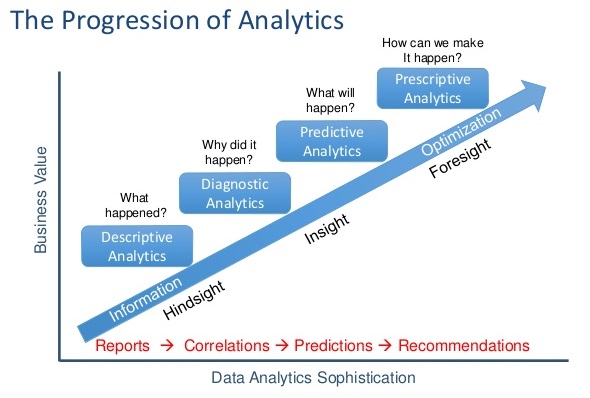 The Progression of Analytics
How can we make
It happen?
Prescriptive
Analytics
What will
happen?
Predictive
Analytics
Why did it
happen?
Diagnostic
Analytics
What
happened?
Descriptive
Analytics
Business Value
Information
Optimization
Hindsight
Insight
Foresight
Reports → Correlations → Predictions → Recommendations
Data Analytics Sophistication